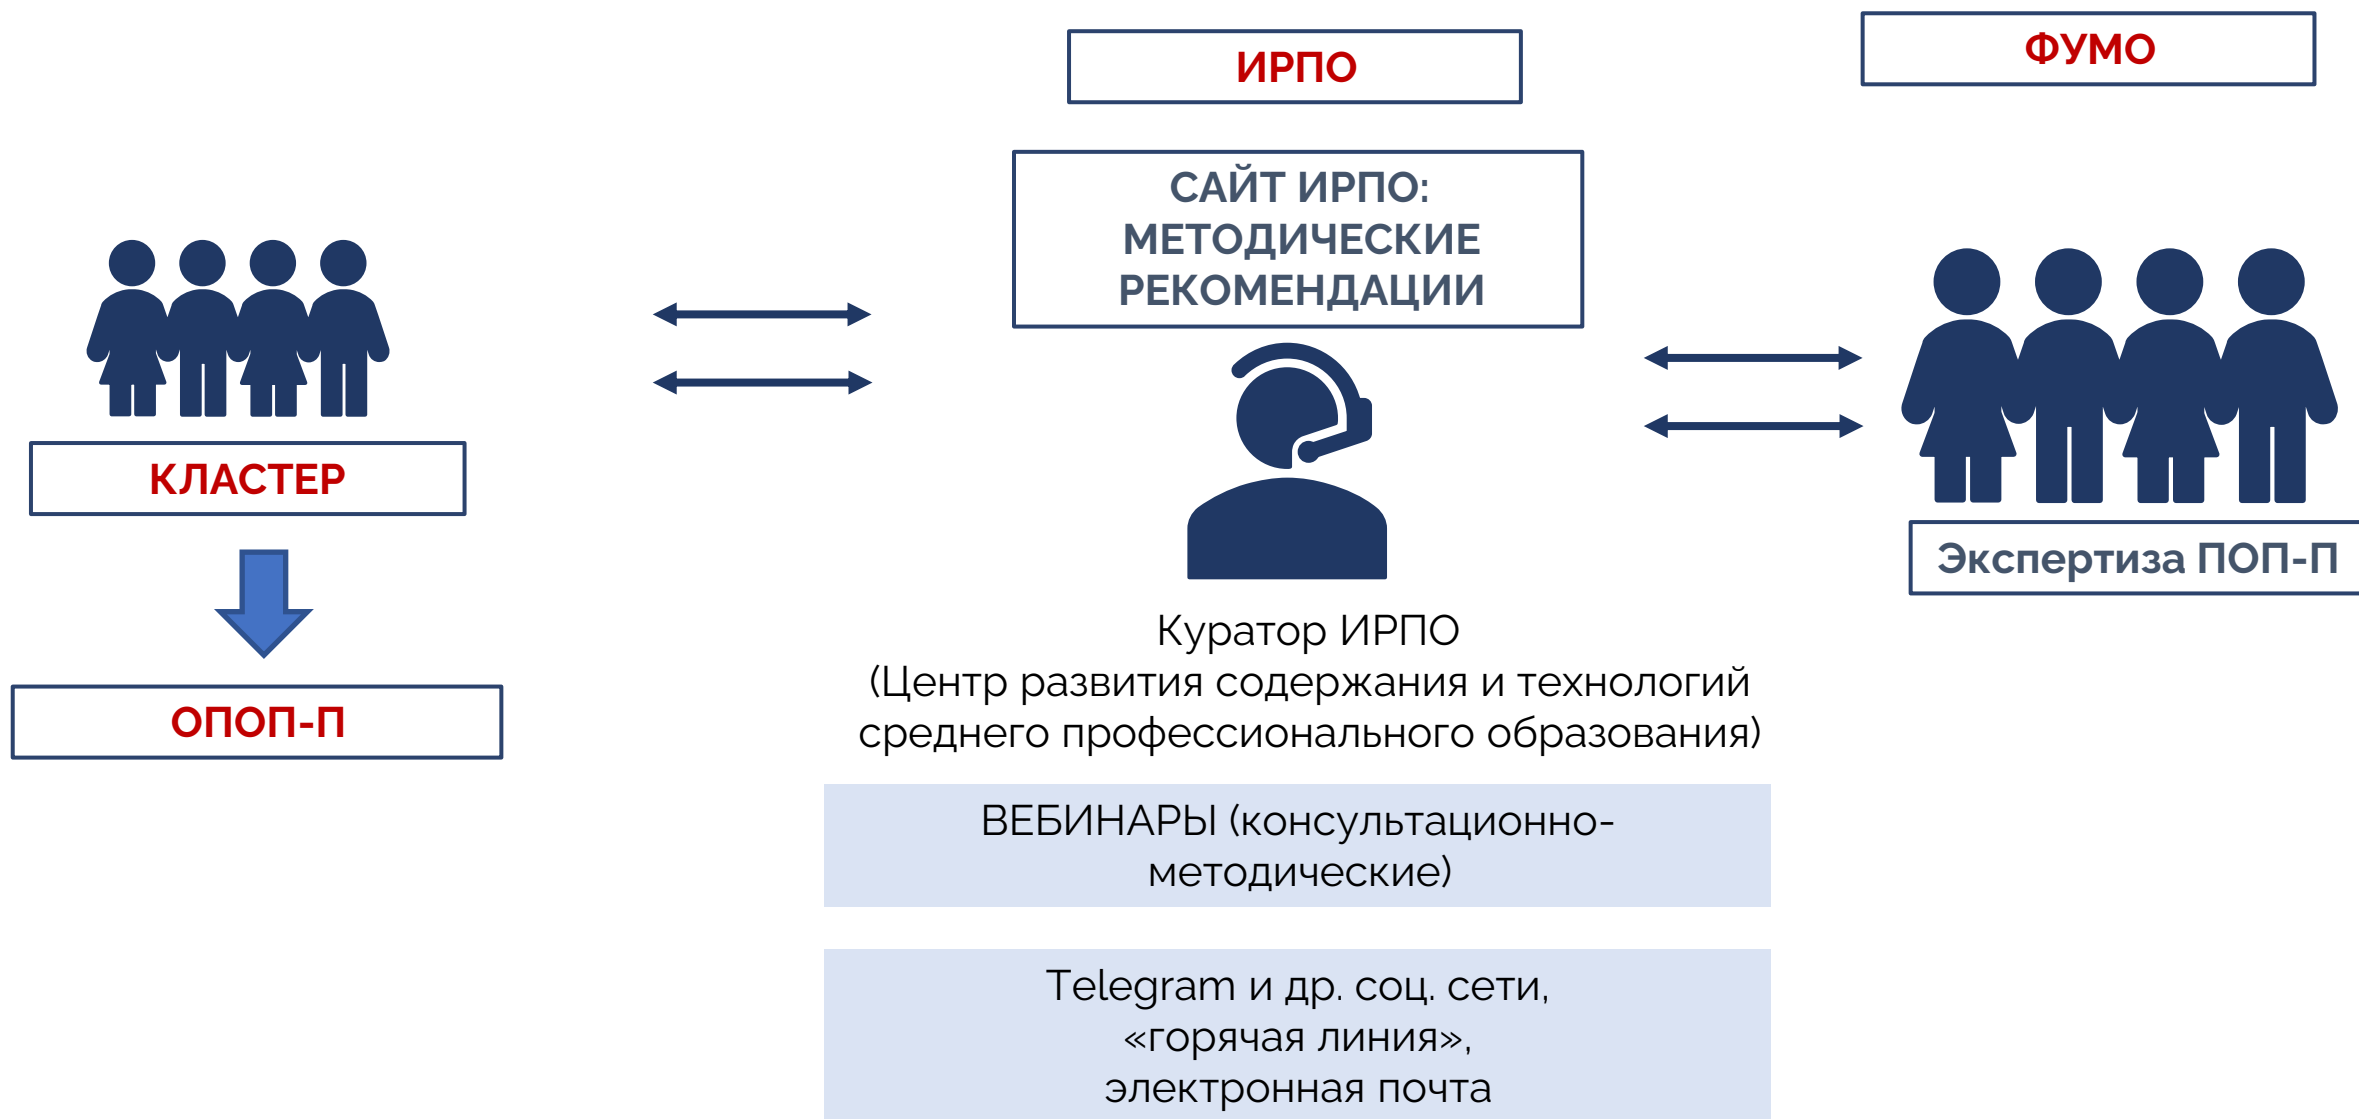 ИРПО
ФУМО
САЙТ ИРПО:
МЕТОДИЧЕСКИЕ
РЕКОМЕНДАЦИИ
КЛАСТЕР
ОПОП-П
Экспертиза ПОП-П
Куратор ИРПО
(Центр развития содержания и технологий
среднего профессионального образования)
ВЕБИНАРЫ (консультационно-
методические)
Telegram и др. соц. сети,
«горячая линия»,
электронная почта